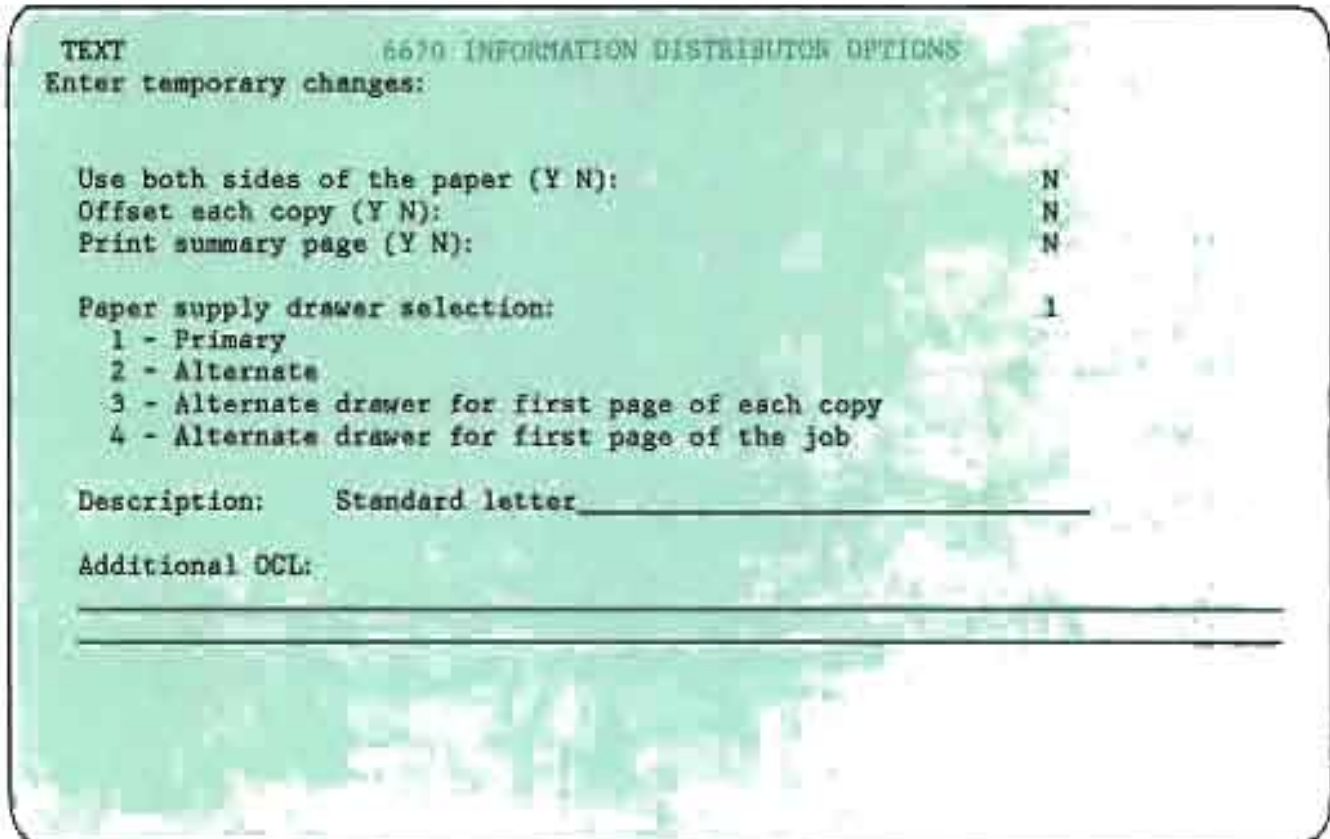 TEXT 6670 INFORMATION DISTRIBUTOR OPTIONS
Enter temporary changes:
Use both sides of the paper (Y N): N
Offset each copy (Y N): N
Print summary page (Y N): N
Paper supply drawer selection: 1
1 - Primary
2 - Alternate
3 - Alternate drawer for first page of each copy
4 - Alternate drawer for first page of the job
Description: Standard letter
Additional OCL: